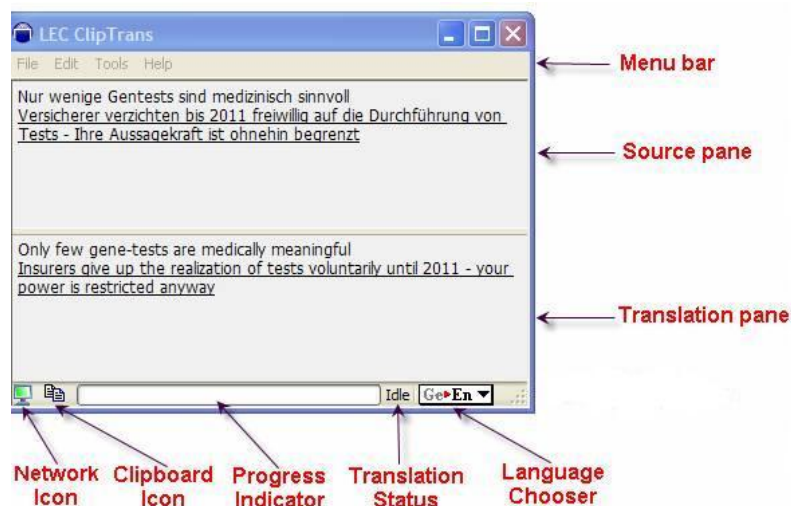 LEC ClipTrans
File Edit Tools Help
Menu bar
Nur wenige Gentests sind medizinisch sinnvoll
Versicherer verzichten bis 2011 freiwillig auf die Durchführung von
Tests - Ihre Aussagekraft ist ohnehin begrenzt
Source pane
Only few gene-tests are medically meaningful
Insurers give up the realization of tests voluntarily until 2011 - your
power is restricted anyway
Translation pane
Idle Ge En
Network Icon
Clipboard Icon
Progress Indicator
Translation Status
Language Chooser